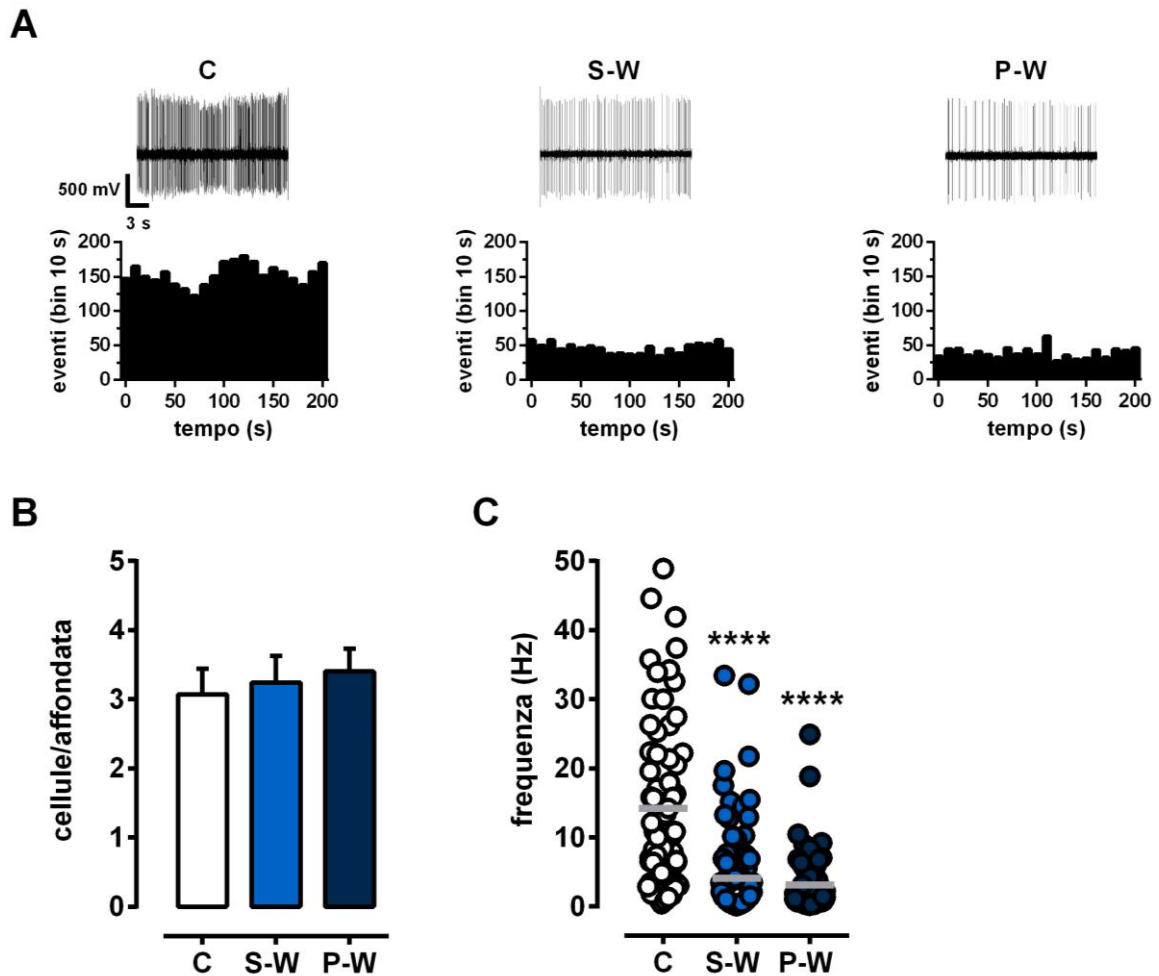 A
C
S-W
P-W
500 mV
3 s
eventi (bin 10 s)
200
150
100
50
0
0 50 100 150 200
tempo (s)
eventi (bin 10 s)
200
150
100
50
0
0 50 100 150 200
tempo (s)
eventi (bin 10 s)
200
150
100
50
0
0 50 100 150 200
tempo (s)
B
cellule/affondata
5
4
3
2
1
0
C S-W P-W
C
frequenza (Hz)
50
40
30
20
10
0
****
****
C S-W P-W